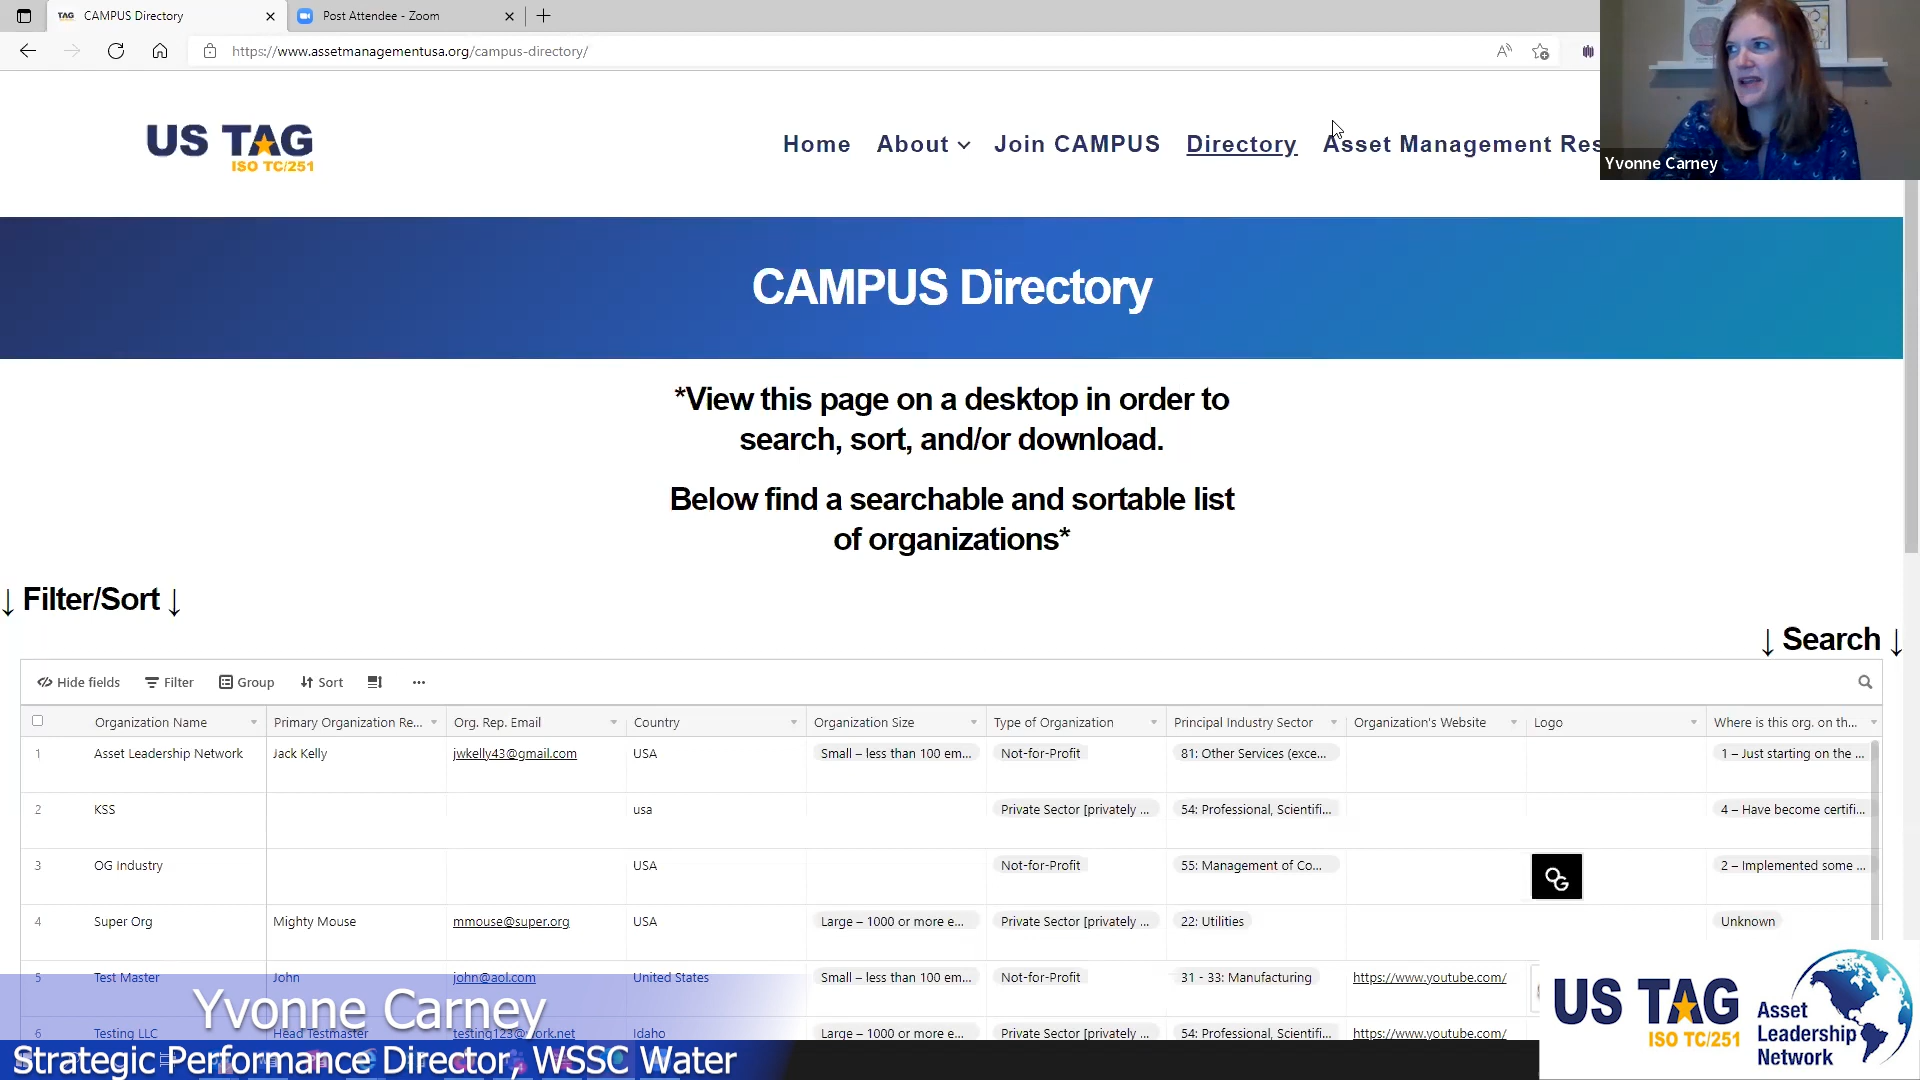 CAMPUS Directory
Post Attendee - Zoom
https://www.assetmanagementusa.org/campus-directory/
US TAG
ISO TC/251
Home About Join CAMPUS Directory Asset Management Res
Yvonne Carney
CAMPUS Directory
*View this page on a desktop in order to
search, sort, and/or download.
Below find a searchable and sortable list
of organizations*
↓ Filter/Sort ↓
↓ Search ↓
Hide fields Filter Group Sort ...
Organization Name Primary Organization Re... Org. Rep. Email Country Organization Size Type of Organization Principal Industry Sector Organization's Website Logo Where is this org. on th...
1 Asset Leadership Network Jack Kelly jwkelly43@gmail.com USA Small – less than 100 em... Not-for-Profit 81: Other Services (exce... 1 – Just starting on the ...
2 KSS usa Private Sector [privately ... 54: Professional, Scientifi... 4 – Have become certifi...
3 OG Industry USA Not-for-Profit 55: Management of Co... OG 2 – Implemented some ...
4 Super Org Mighty Mouse mmouse@super.org USA Large – 1000 or more e... Private Sector [privately ... 22: Utilities Unknown
5 Test Master John john@aol.com United States Small – less than 100 em... Not-for-Profit 31 - 33: Manufacturing https://www.youtube.com/
6 Testing LLC Head Testmaster testing123@york.net Idaho Large – 1000 or more e... Private Sector [privately ... 54: Professional, Scientifi... https://www.youtube.com/
Yvonne Carney
Strategic Performance Director, WSSC Water
US TAG
ISO TC/251
Asset
Leadership
Network